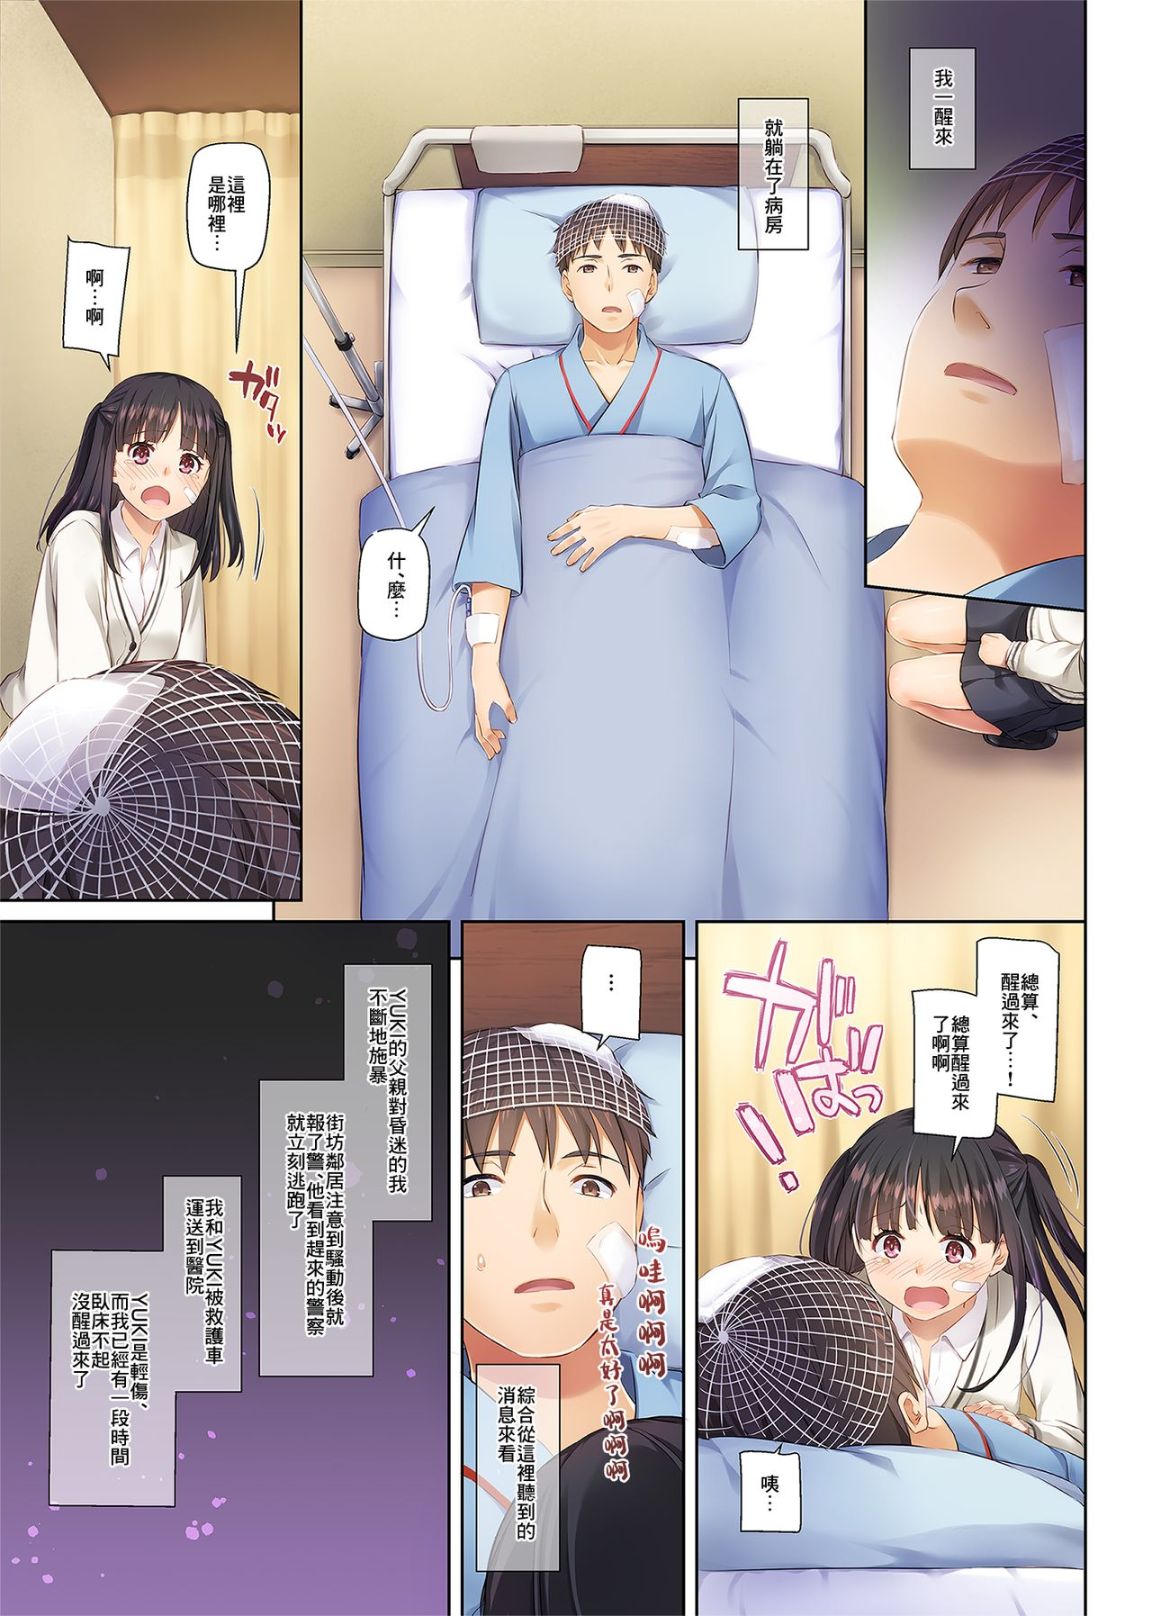 我一醒來
就躺在了病房
什、麼…
這裡
是哪裡…
ガタッ
啊…啊
總算、
醒過來了…!
總算醒過來
了啊啊
ガばっ!
咦…
…
嗚哇啊啊啊
真是太好了啊啊啊
綜合從這裡聽到的
消息來看
YUKI的父親對昏迷的我
不斷地施暴
街坊鄰居注意到騷動後就
報了警、他看到趕來的警察
就立刻逃跑了
我和YUKI被救護車
運送到醫院
YUKI是輕傷、
而我已經有一段時間
臥床不起
沒醒過來了